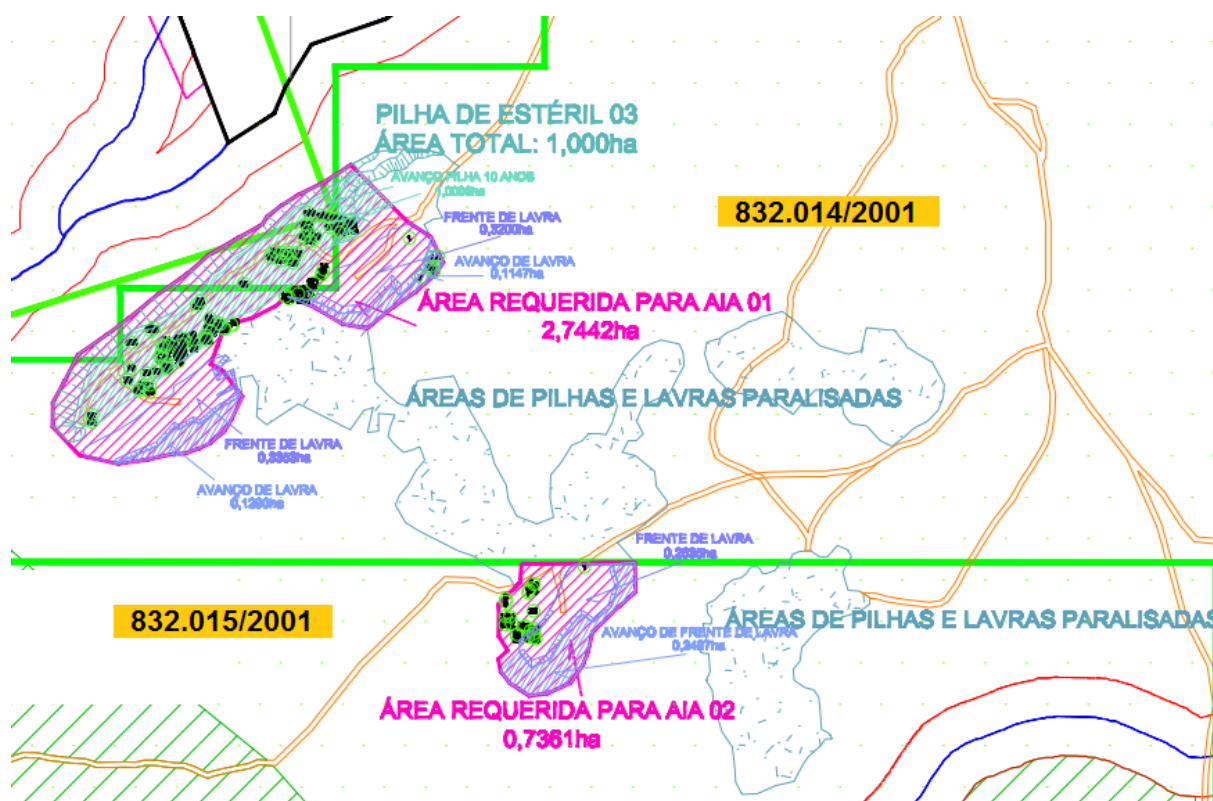 PILHA DE ESTÉRIL 03
ÁREA TOTAL: 1,000ha
AVANÇO PILHA 10 ANOS
832.014/2001
FRENTE DE LAVRA
0,3200ha
AVANÇO DE LAVRA
0,1147ha
ÁREA REQUERIDA PARA AIA 01
2,7442ha
ÁREAS DE PILHAS E LAVRAS PARALISADAS
FRENTE DE LAVRA
AVANÇO DE LAVRA
FRENTE DE LAVRA
832.015/2001
ÁREAS DE PILHAS E LAVRAS PARALISADAS
AVANÇO DE FRENTE DE LAVRA
ÁREA REQUERIDA PARA AIA 02
0,7361ha